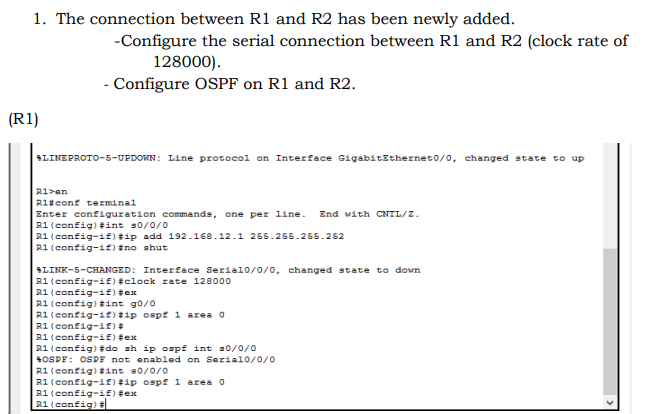 1. The connection between R1 and R2 has been newly added.
-Configure the serial connection between R1 and R2 (clock rate of
128000).
- Configure OSPF on R1 and R2.
(R1)
%LINEPROTO-5-UPDOWN: Line protocol on Interface GigabitEthernet0/0, changed state to up
R1>en
R1#conf terminal
Enter configuration commands, one per line. End with CNTL/Z.
R1(config)#int s0/0/0
R1(config-if)#ip add 192.168.12.1 255.255.255.252
R1(config-if)#no shut
%LINK-5-CHANGED: Interface Serial0/0/0, changed state to down
R1(config-if)#clock rate 128000
R1(config-if)#ex
R1(config)#int g0/0
R1(config-if)#ip ospf 1 area 0
R1(config-if)#
R1(config-if)#ex
R1(config)#do sh ip ospf int s0/0/0
%OSPF: OSPF not enabled on Serial0/0/0
R1(config)#int s0/0/0
R1(config-if)#ip ospf 1 area 0
R1(config-if)#ex
R1(config)#